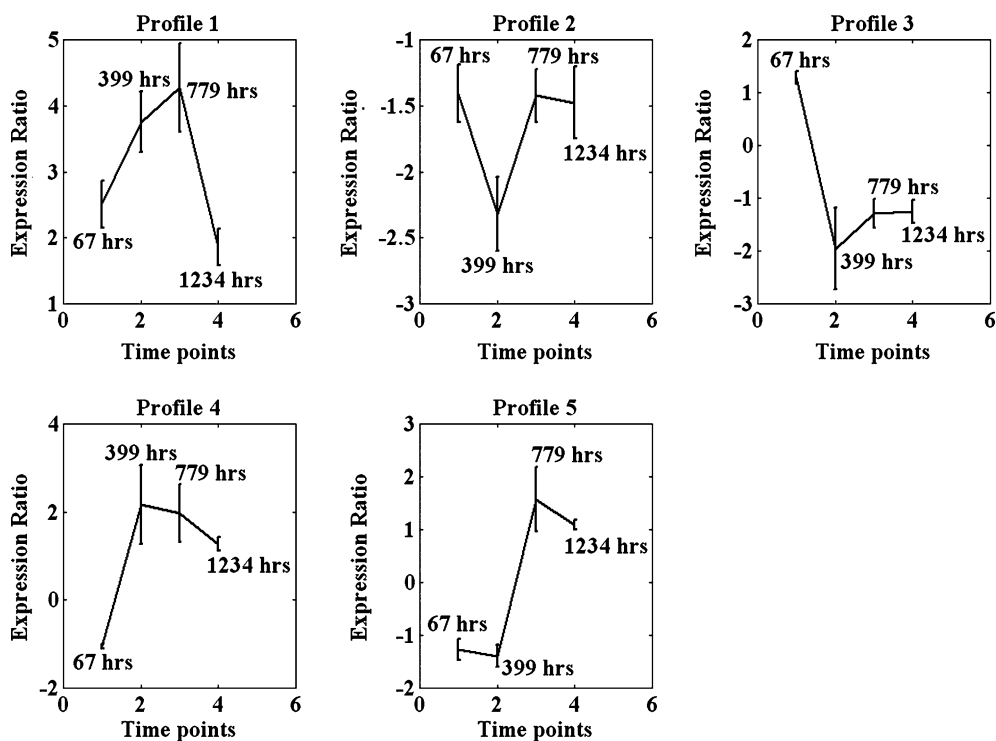 Profile 1
Expression Ratio
5
4
3
2
1
67 hrs
399 hrs
779 hrs
1234 hrs
0
2
4
6
Time points
Profile 2
Expression Ratio
-1
-1.5
-2
-2.5
-3
67 hrs
779 hrs
1234 hrs
399 hrs
0
2
4
6
Time points
Profile 3
Expression Ratio
2
1
0
-1
-2
-3
67 hrs
779 hrs
1234 hrs
399 hrs
0
2
4
6
Time points
Profile 4
Expression Ratio
4
2
0
-2
399 hrs
779 hrs
1234 hrs
67 hrs
0
2
4
6
Time points
Profile 5
Expression Ratio
3
2
1
0
-1
-2
779 hrs
1234 hrs
67 hrs
399 hrs
0
2
4
6
Time points